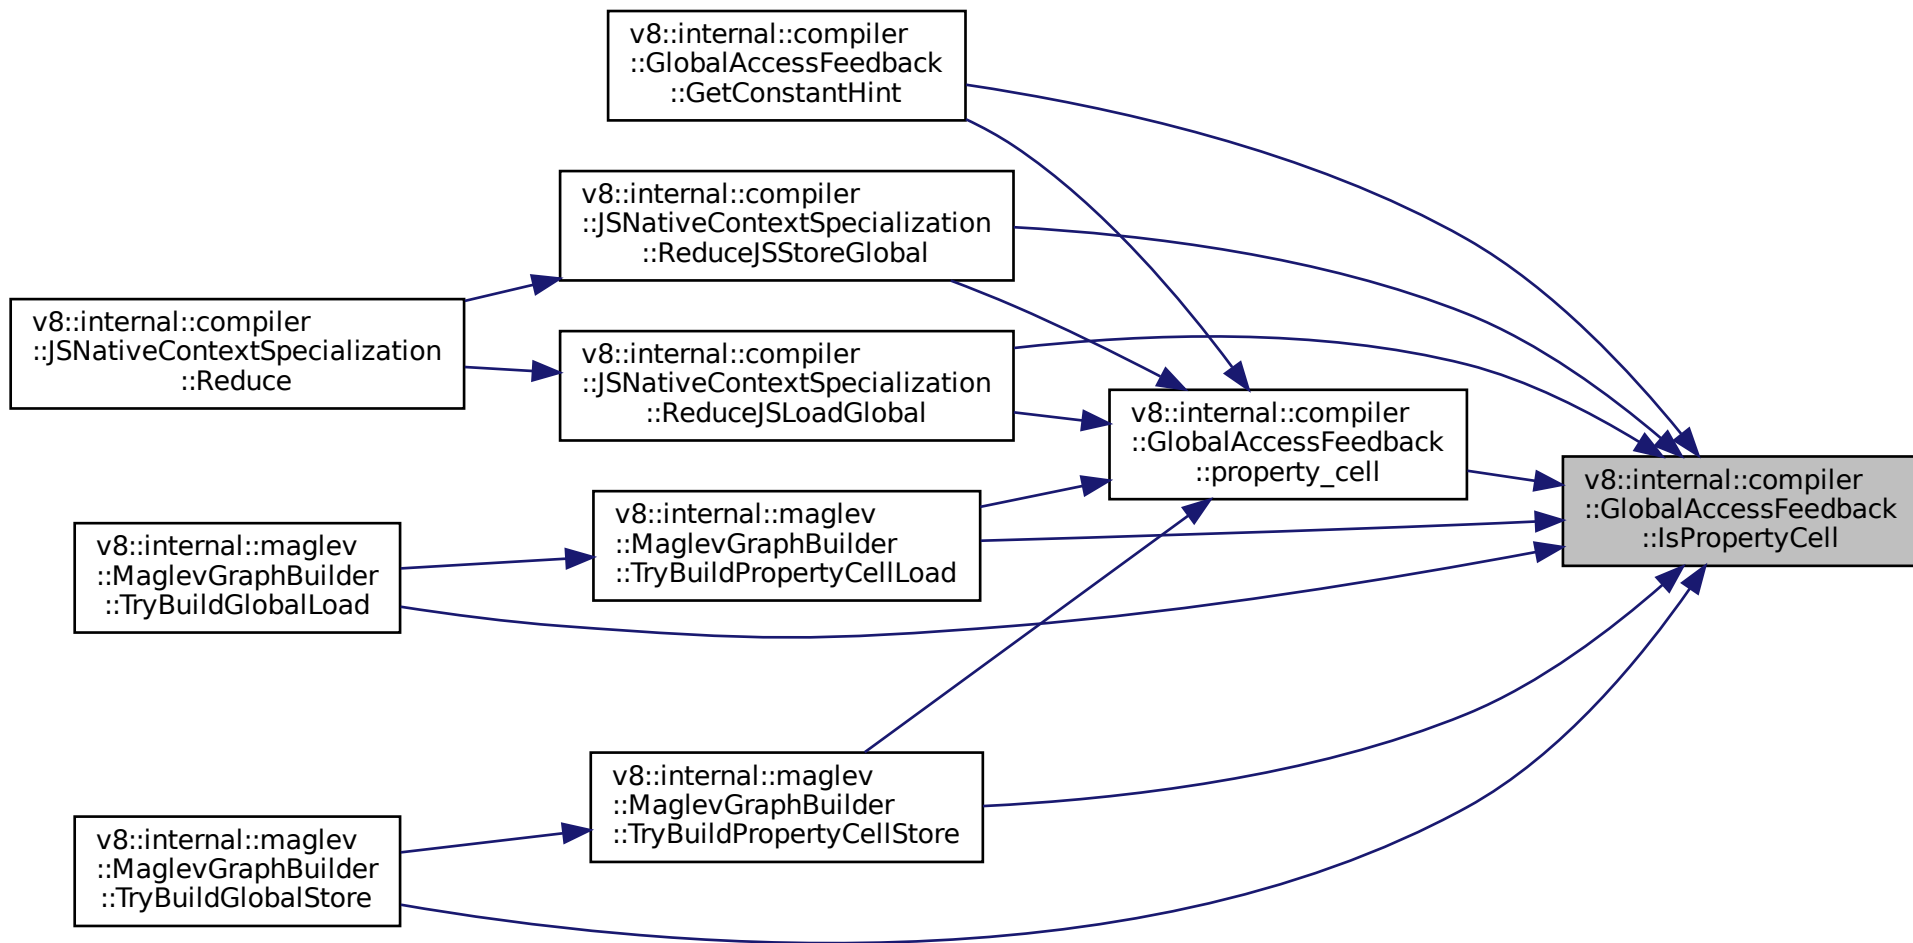 v8::internal::compiler
::GlobalAccessFeedback
::GetConstantHint
v8::internal::compiler
::JSNativeContextSpecialization
::ReduceJSStoreGlobal
v8::internal::compiler
::JSNativeContextSpecialization
::Reduce
v8::internal::compiler
::JSNativeContextSpecialization
::ReduceJSLoadGlobal
v8::internal::compiler
::GlobalAccessFeedback
::property_cell
v8::internal::compiler
::GlobalAccessFeedback
::IsPropertyCell
v8::internal::maglev
::MaglevGraphBuilder
::TryBuildPropertyCellLoad
v8::internal::maglev
::MaglevGraphBuilder
::TryBuildGlobalLoad
v8::internal::maglev
::MaglevGraphBuilder
::TryBuildPropertyCellStore
v8::internal::maglev
::MaglevGraphBuilder
::TryBuildGlobalStore